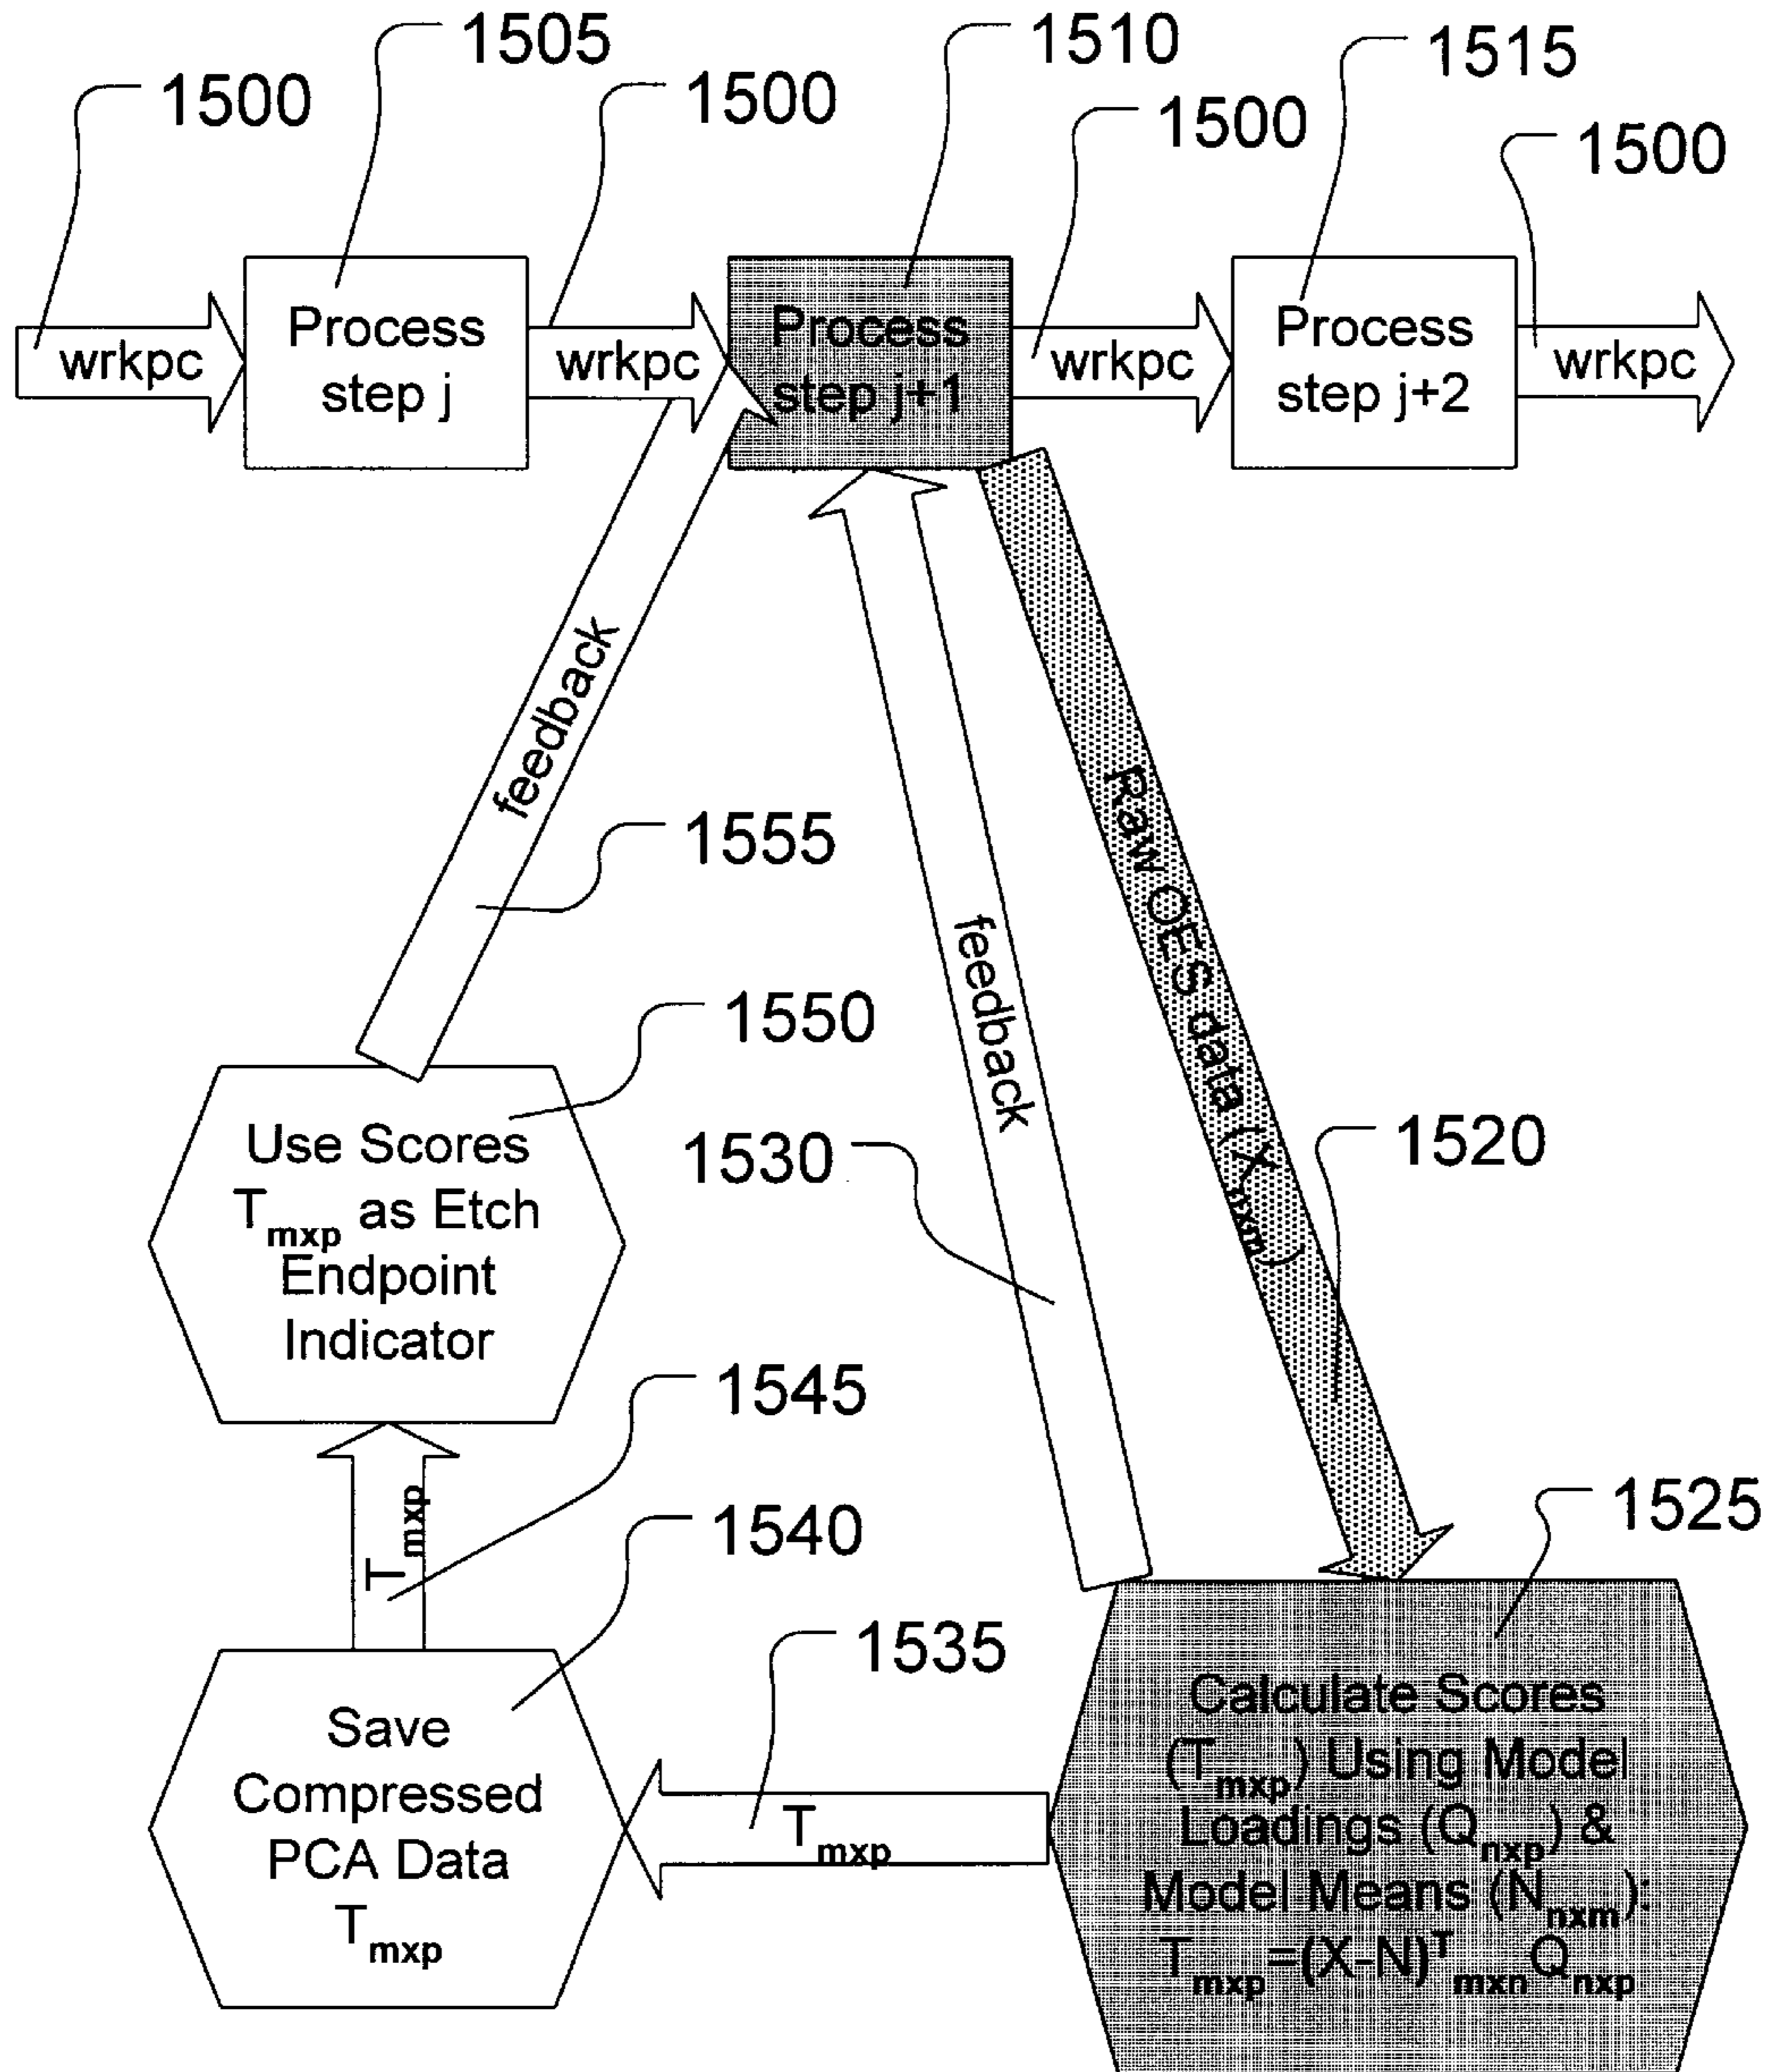 1505
1510
1515
1500
1500
1500
1500
wrkpc
Process
step j
wrkpc
Process
step j+1
wrkpc
Process
step j+2
wrkpc
feedback
1555
feedback
Raw OES data (Xnxm)
1550
Use Scores
Tmxp as Etch
Endpoint
Indicator
1530
1520
1545
Tmxp
1540
1525
1535
Save
Compressed
PCA Data
Tmxp
Tmxp
Calculate Scores
(Tmxp) Using Model
Loadings (Qnxp) &
Model Means (Nnxm):
Tmxp=(X-N)TmxnQnxp